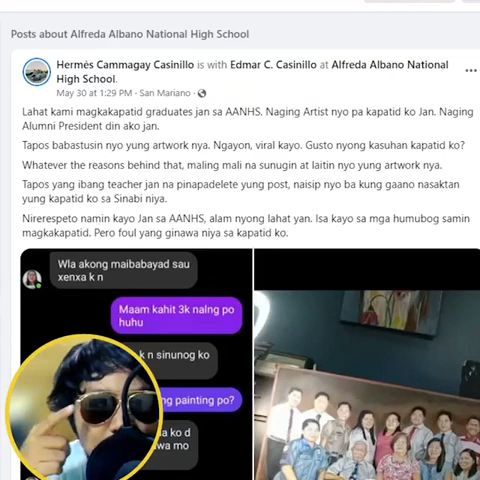 Posts about Alfreda Albano National High School
Hermés Cammagay Casinillo is with Edmar C. Casinillo at Alfreda Albano National
High School.
May 30 at 1:29 PM · San Mariano ·
Lahat kami magkakapatid graduates jan sa AANHS. Naging Artist nyo pa kapatid ko Jan. Naging
Alumni President din ako jan.
Tapos babastusin nyo yung artwork nya. Ngayon, viral kayo. Gusto nyong kasuhan kapatid ko?
Whatever the reasons behind that, maling mali na sunugin at laitin nyo yung artwork nya.
Tapos yang ibang teacher jan na pinapadelete yung post, naisip nyo ba kung gaano nasaktan
yung kapatid ko sa Sinabi niya.
Nirerespeto namin kayo Jan sa AANHS, alam nyong lahat yan. Isa kayo sa mga humubog samin
magkakapatid. Pero foul yang ginawa niya sa kapatid ko.
Wla akong maibabayad sau
xenxa k n
Maam kahit 3k nalng po
huhu
k n sinunog ko
ng painting po?
ko d
mo